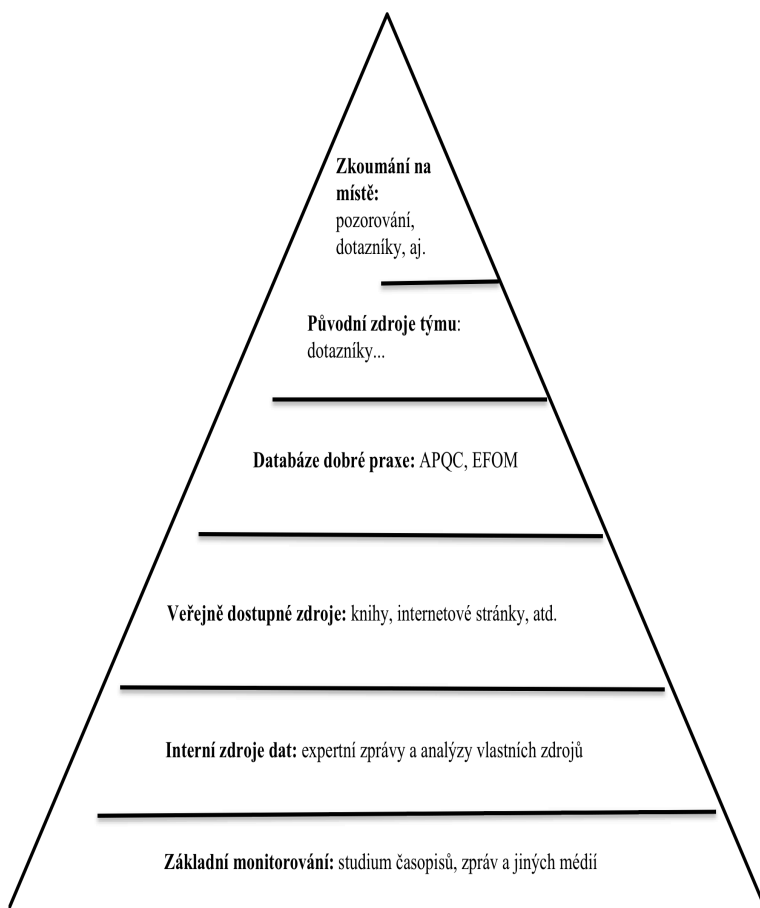 Zkoumání na
místě:
pozorování,
dotazníky, aj.
Původní zdroje týmu:
dotazníky...
Databáze dobré praxe: APQC, EFOM
Veřejně dostupné zdroje: knihy, internetové stránky, atd.
Interní zdroje dat: expertní zprávy a analýzy vlastních zdrojů
Základní monitorování: studium časopisů, zpráv a jiných médií